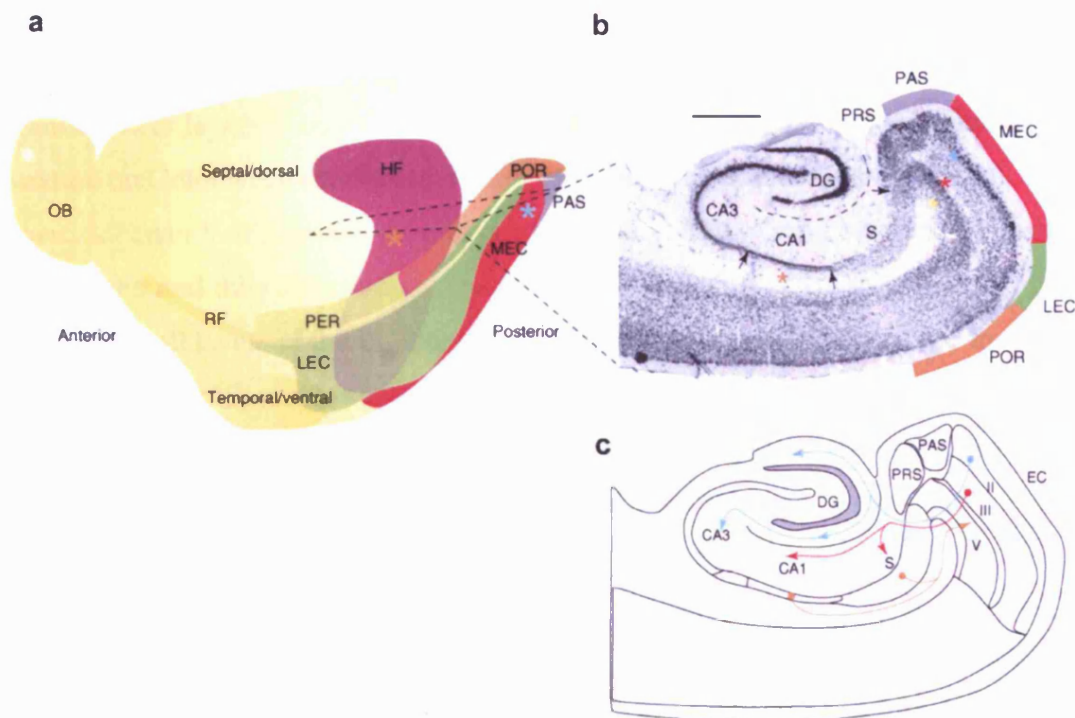 a
OB
Septal/dorsal
HF
POR
PAS
MEC
RF
PER
Anterior
Posterior
LEC
Temporal/ventral
b
PAS
PRS
MEC
DG
CA3
CA1
S
LEC
POR
c
PAS
PRS
EC
II
DG
III
CA3
V
CA1
S